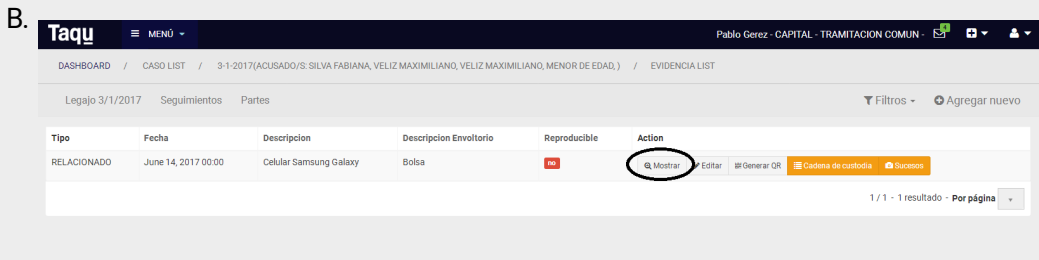 B.
Taqu MENÚ Pablo Gerez - CAPITAL - TRAMITACION COMUN - 4
DASHBOARD / CASO LIST / 3-1-2017(ACUSADO/S: SILVA FABIANA, VELIZ MAXIMILIANO, VELIZ MAXIMILIANO, MENOR DE EDAD, ) / EVIDENCIA LIST
Legajo 3/1/2017 Seguimientos Partes Filtros Agregar nuevo
Tipo Fecha Descripcion Descripcion Envoltorio Reproducible Action
RELACIONADO June 14, 2017 00:00 Celular Samsung Galaxy Bolsa no Mostrar Editar Generar QR Cadena de custodia Sucesos
1 / 1 - 1 resultado - Por página